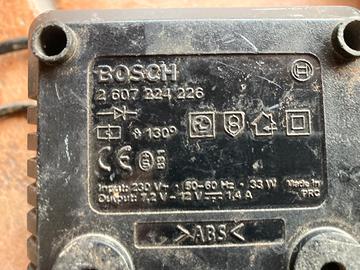 BOSCH
2 607 224 226
ϑ 130°
CE
Input: 230 V~ · 50-60 Hz · 33 W
Output: 7,2 V - 12 V⎓ 1,4 A
Made in
PRC
>ABS<